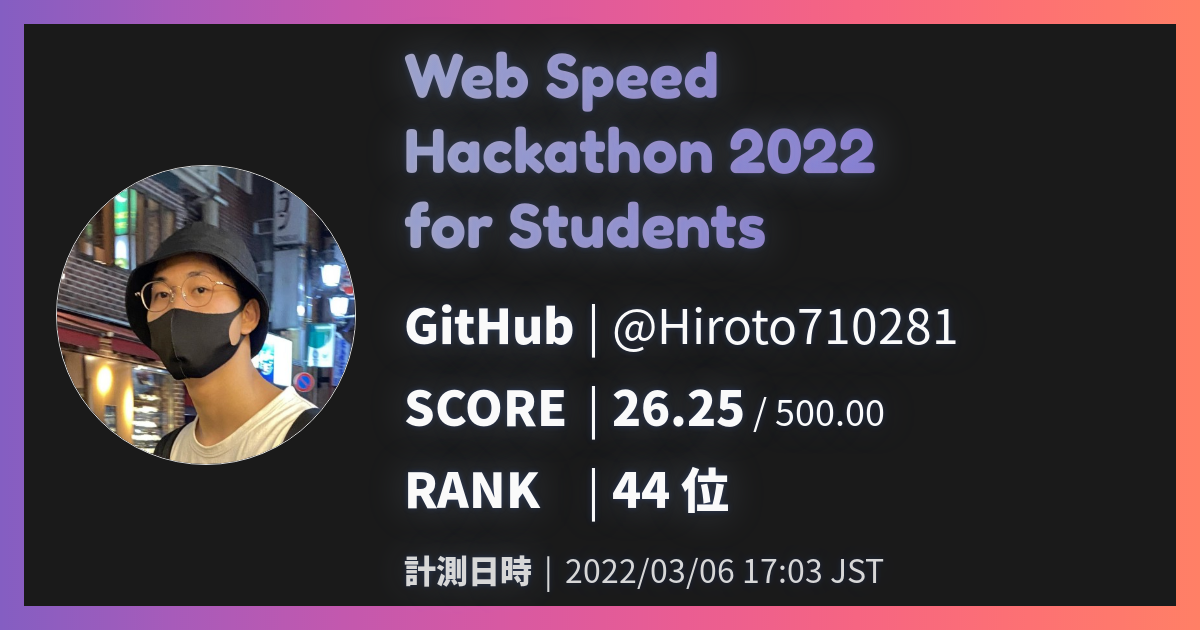 Web Speed
Hackathon 2022
for Students
GitHub | @Hiroto710281
SCORE | 26.25 / 500.00
RANK | 44 位
計測日時 | 2022/03/06 17:03 JST